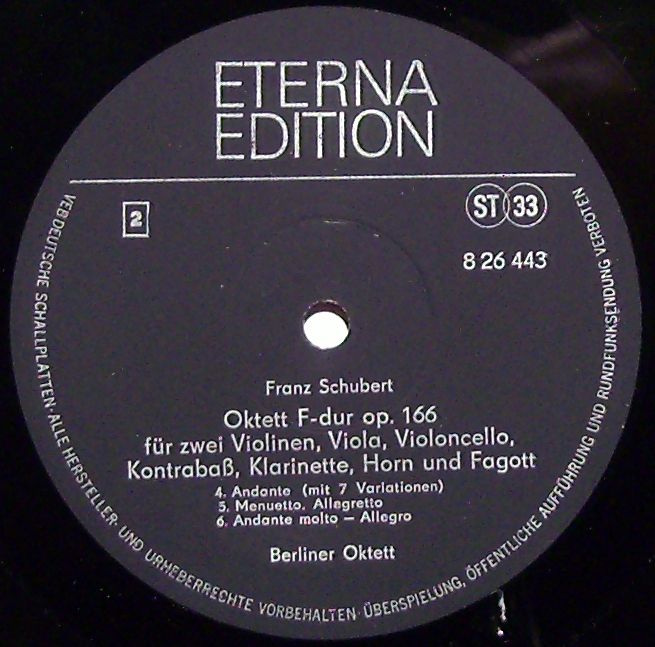 ETERNA
EDITION
2
ST 33
8 26 443
Franz Schubert
Oktett F-dur op. 166
für zwei Violinen, Viola, Violoncello,
Kontrabaß, Klarinette, Horn und Fagott
4. Andante (mit 7 Variationen)
5. Menuetto. Allegretto
6. Andante molto – Allegro
Berliner Oktett
VEB DEUTSCHE SCHALLPLATTEN · ALLE HERSTELLER- UND URHEBERRECHTE VORBEHALTEN · ÜBERSPIELUNG, ÖFFENTLICHE AUFFÜHRUNG UND RUNDFUNKSENDUNG VERBOTEN